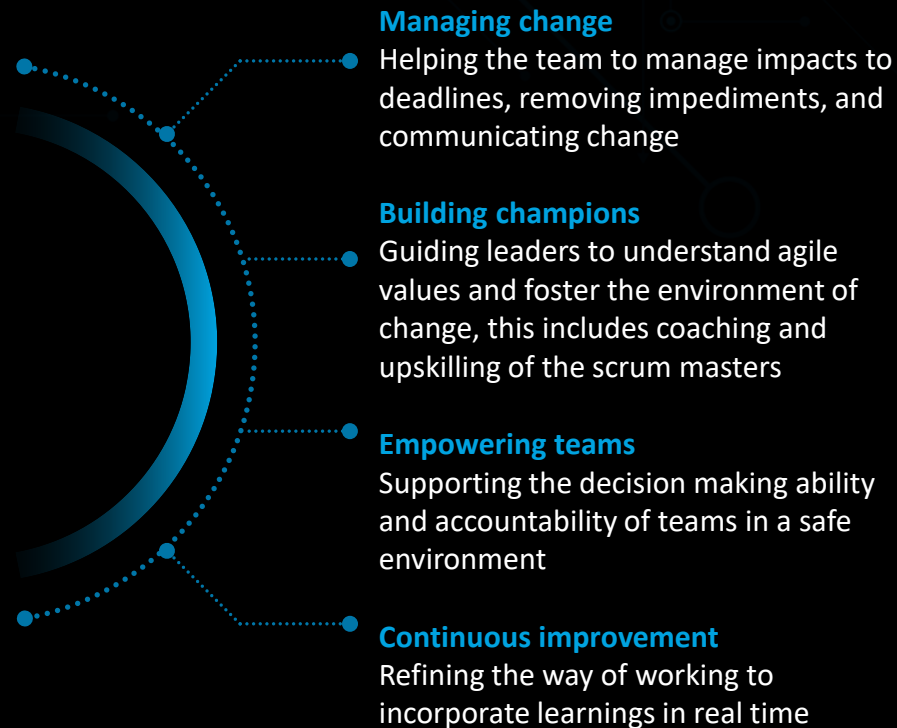 Managing change
Helping the team to manage impacts to
deadlines, removing impediments, and
communicating change
Building champions
Guiding leaders to understand agile
values and foster the environment of
change, this includes coaching and
upskilling of the scrum masters
Empowering teams
Supporting the decision making ability
and accountability of teams in a safe
environment
Continuous improvement
Refining the way of working to
incorporate learnings in real time